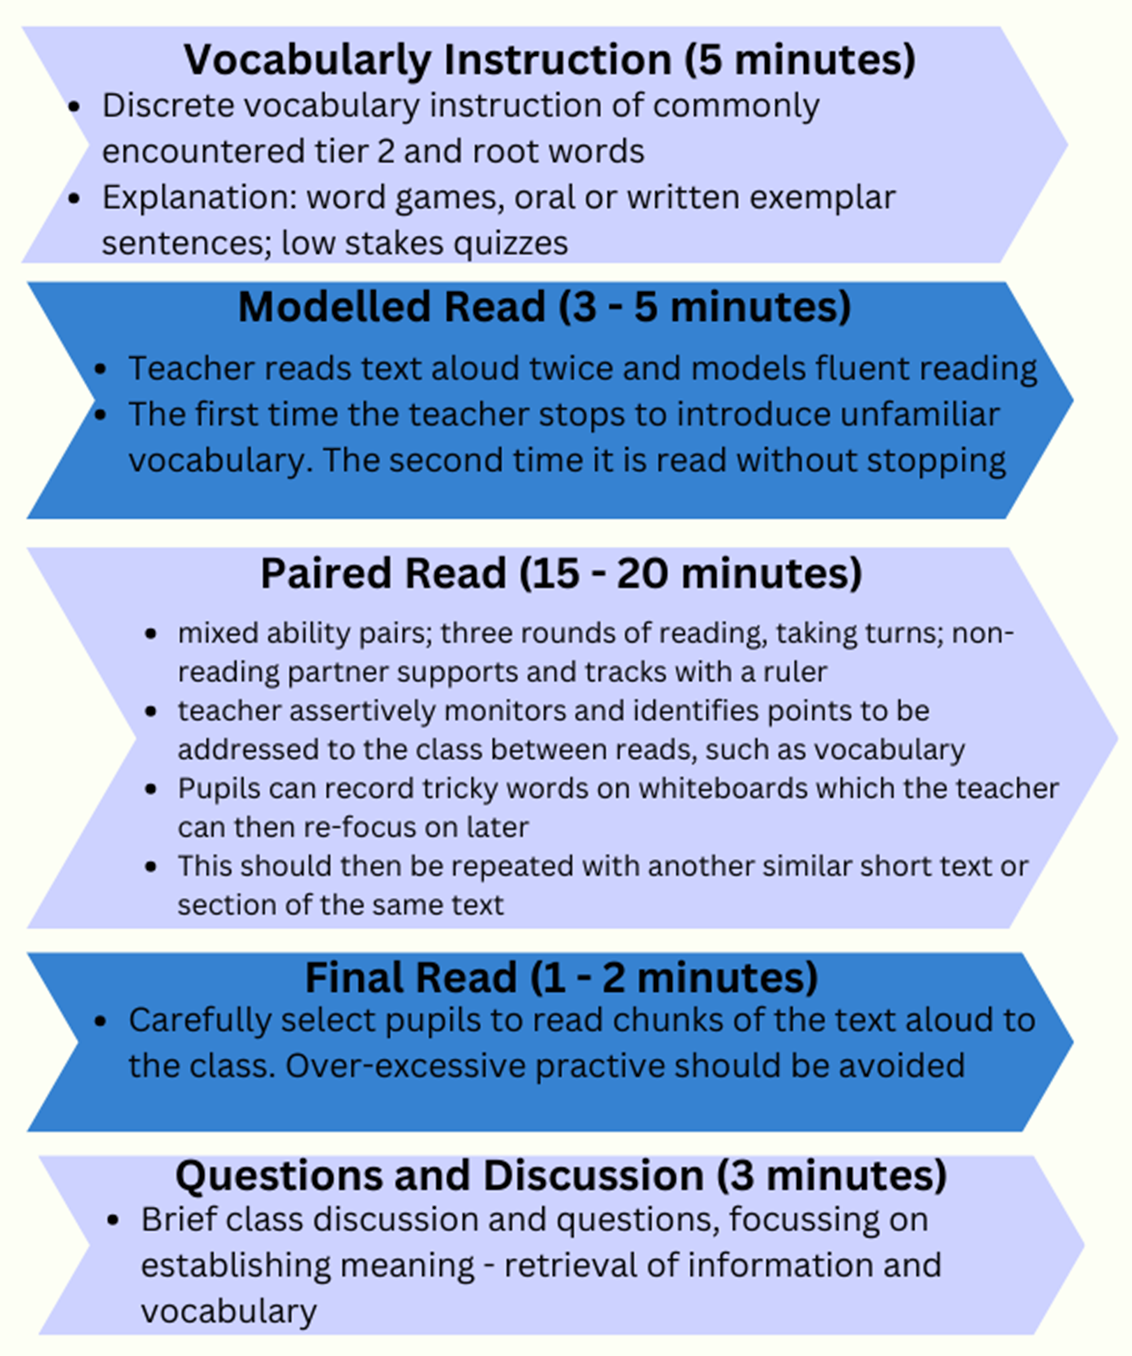 Vocabularly Instruction (5 minutes)
• Discrete vocabulary instruction of commonly
encountered tier 2 and root words
• Explanation: word games, oral or written exemplar
sentences; low stakes quizzes
Modelled Read (3 - 5 minutes)
• Teacher reads text aloud twice and models fluent reading
• The first time the teacher stops to introduce unfamiliar
vocabulary. The second time it is read without stopping
Paired Read (15 - 20 minutes)
• mixed ability pairs; three rounds of reading, taking turns; non-
reading partner supports and tracks with a ruler
• teacher assertively monitors and identifies points to be
addressed to the class between reads, such as vocabulary
• Pupils can record tricky words on whiteboards which the teacher
can then re-focus on later
• This should then be repeated with another similar short text or
section of the same text
Final Read (1 - 2 minutes)
• Carefully select pupils to read chunks of the text aloud to
the class. Over-excessive practive should be avoided
Questions and Discussion (3 minutes)
• Brief class discussion and questions, focussing on
establishing meaning - retrieval of information and
vocabulary